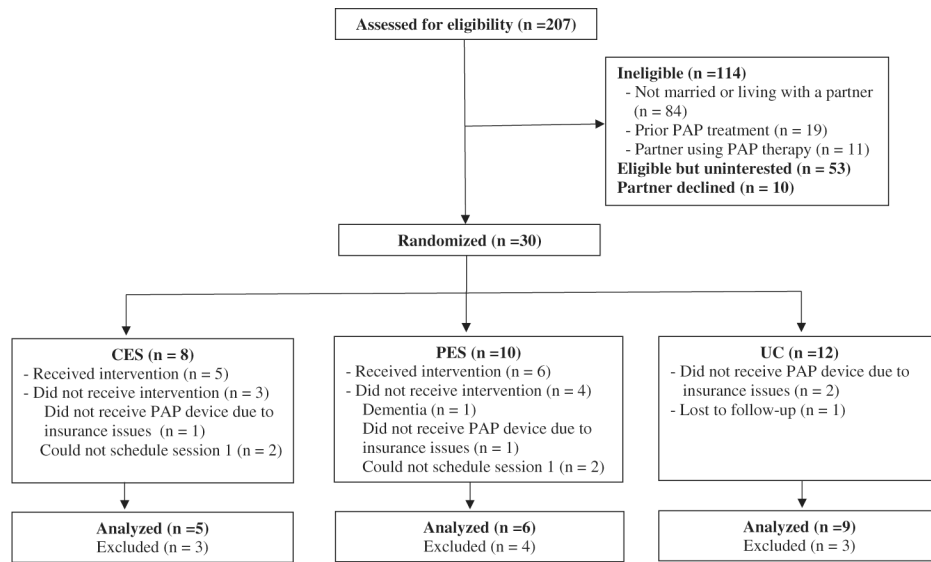 Assessed for eligibility (n =207)
Ineligible (n =114)
- Not married or living with a partner
(n = 84)
- Prior PAP treatment (n = 19)
- Partner using PAP therapy (n = 11)
Eligible but uninterested (n = 53)
Partner declined (n = 10)
Randomized (n =30)
CES (n = 8)
- Received intervention (n = 5)
- Did not receive intervention (n = 3)
Did not receive PAP device due to
insurance issues (n = 1)
Could not schedule session 1 (n = 2)
PES (n =10)
- Received intervention (n = 6)
- Did not receive intervention (n = 4)
Dementia (n = 1)
Did not receive PAP device due to
insurance issues (n = 1)
Could not schedule session 1 (n = 2)
UC (n =12)
- Did not receive PAP device due to
insurance issues (n = 2)
- Lost to follow-up (n = 1)
Analyzed (n =5)
Excluded (n = 3)
Analyzed (n =6)
Excluded (n = 4)
Analyzed (n =9)
Excluded (n = 3)